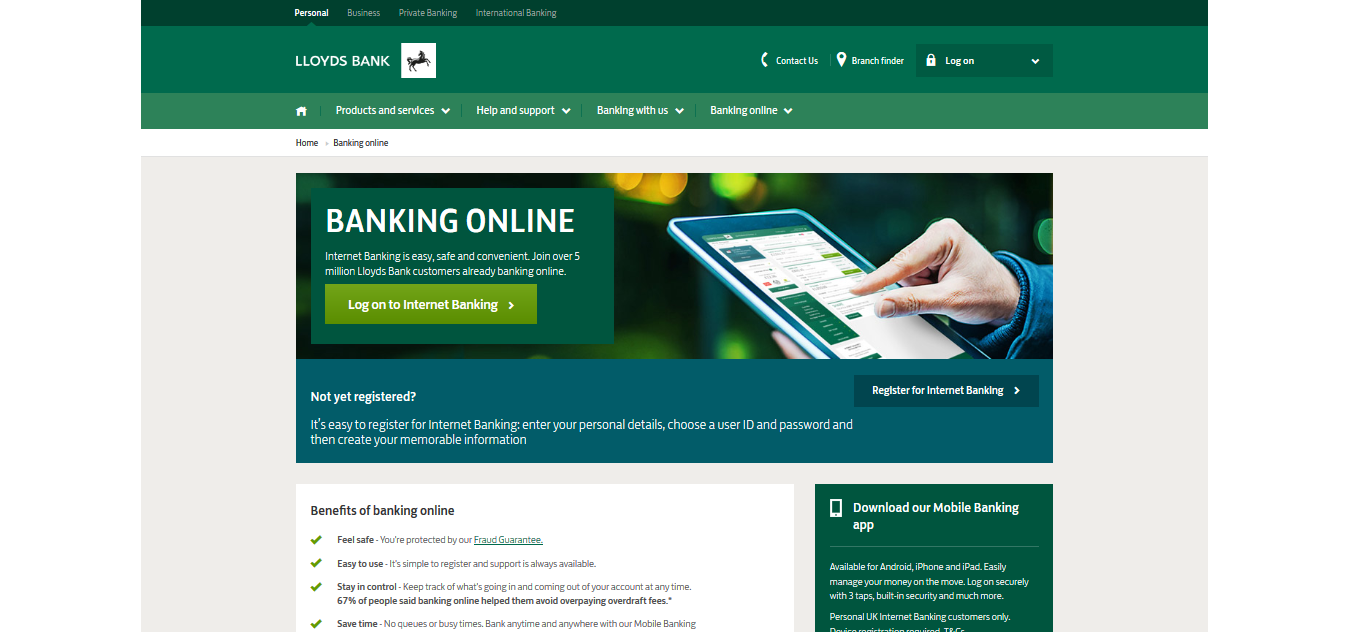 Personal Business Private Banking International Banking
LLOYDS BANK
Contact Us Branch finder Log on
Products and services Help and support Banking with us Banking online
Home » Banking online
BANKING ONLINE
Internet Banking is easy, safe and convenient. Join over 5
million Lloyds Bank customers already banking online.
Log on to Internet Banking
Not yet registered?
Register for Internet Banking
It's easy to register for Internet Banking: enter your personal details, choose a user ID and password and
then create your memorable information
Benefits of banking online
Feel safe - You're protected by our Fraud Guarantee.
Easy to use - It's simple to register and support is always available.
Stay in control - Keep track of what's going in and coming out of your account at any time.
67% of people said banking online helped them avoid overpaying overdraft fees.*
Save time - No queues or busy times. Bank anytime and anywhere with our Mobile Banking
Download our Mobile Banking
app
Available for Android, iPhone and iPad. Easily
manage your money on the move. Log on securely
with 3 taps, built-in security and much more.
Personal UK Internet Banking customers only.
Device registration required. T&Cs